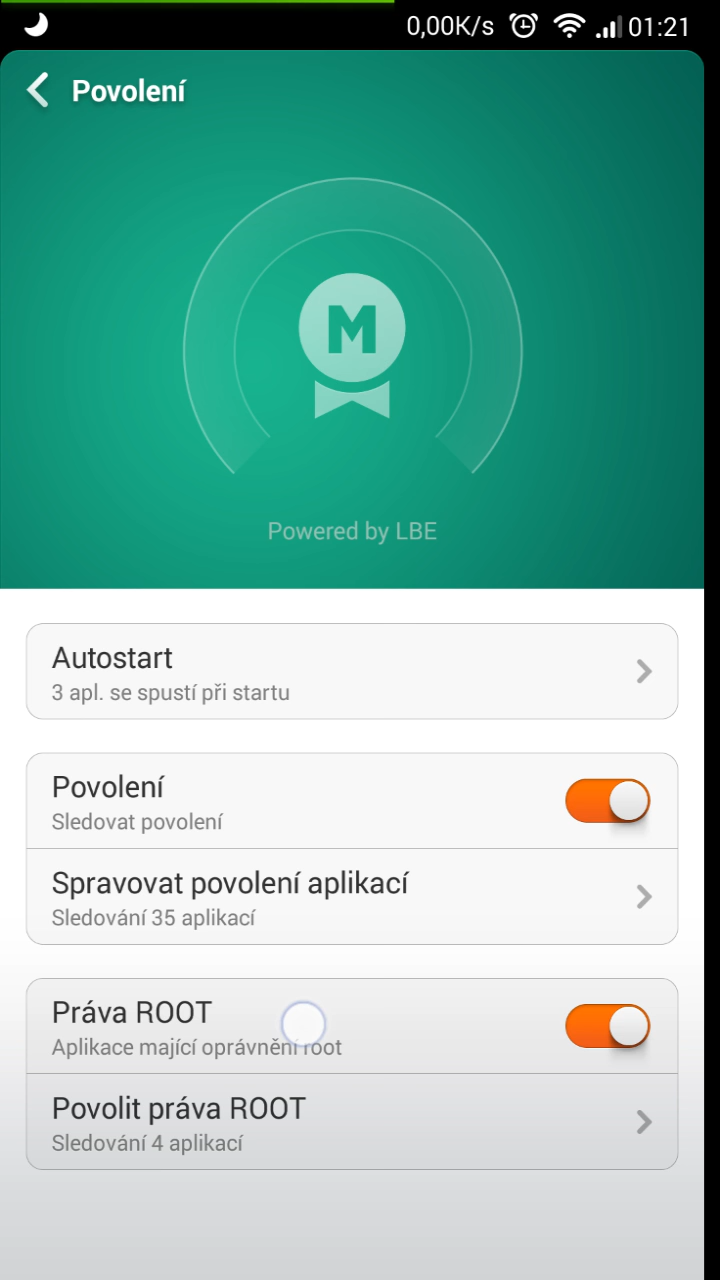 0,00K/s 01:21
Povolení
M
Powered by LBE
Autostart
3 apl. se spustí při startu
Povolení
Sledovat povolení
Spravovat povolení aplikací
Sledování 35 aplikací
Práva ROOT
Aplikace mající oprávnění root
Povolit práva ROOT
Sledování 4 aplikací